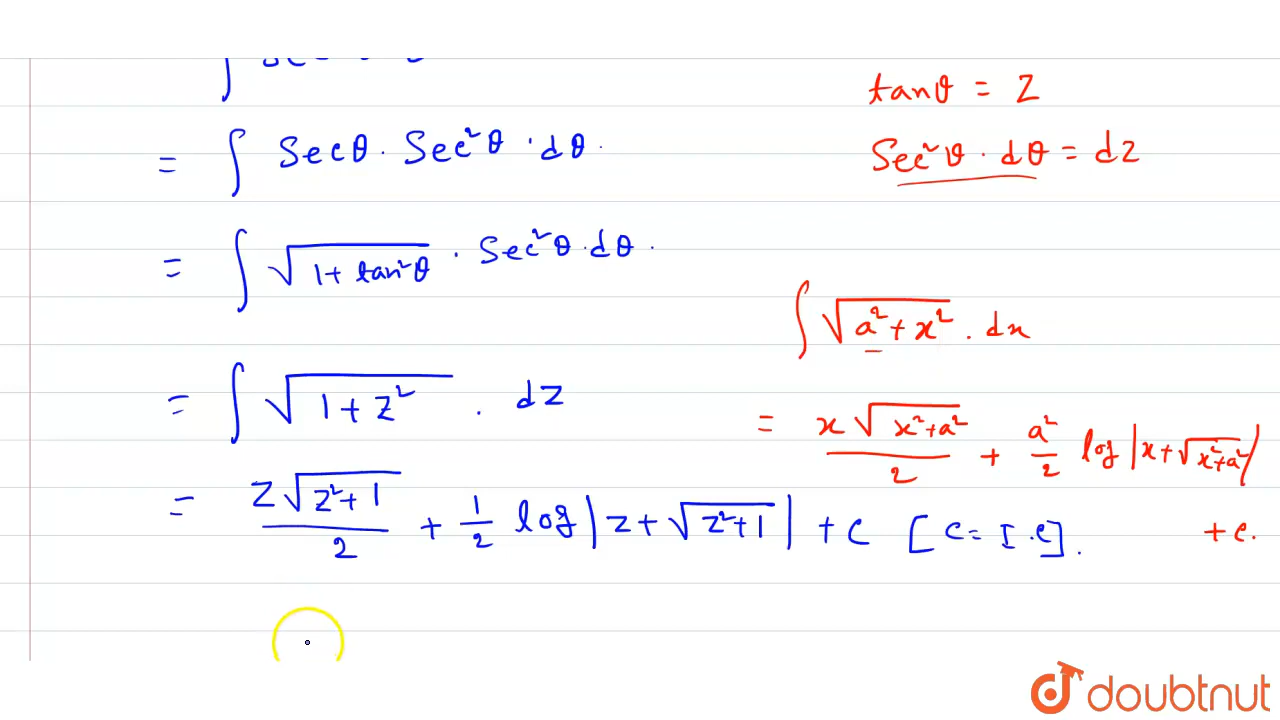 tanθ = z
= ∫ Secθ · Sec²θ · dθ.
Sec²θ · dθ = dz
= ∫ √(1 + tan²θ) · Sec²θ · dθ.
∫ √(a² + x²) . dx
= ∫ √(1 + z²) . dz
= x√(x²+a²)/2 + a²/2 log|x + √(x²+a²)|
+ c.
= z√(z²+1)/2 + 1/2 log|z + √(z²+1)| + c [c = I.C].
doubtnut